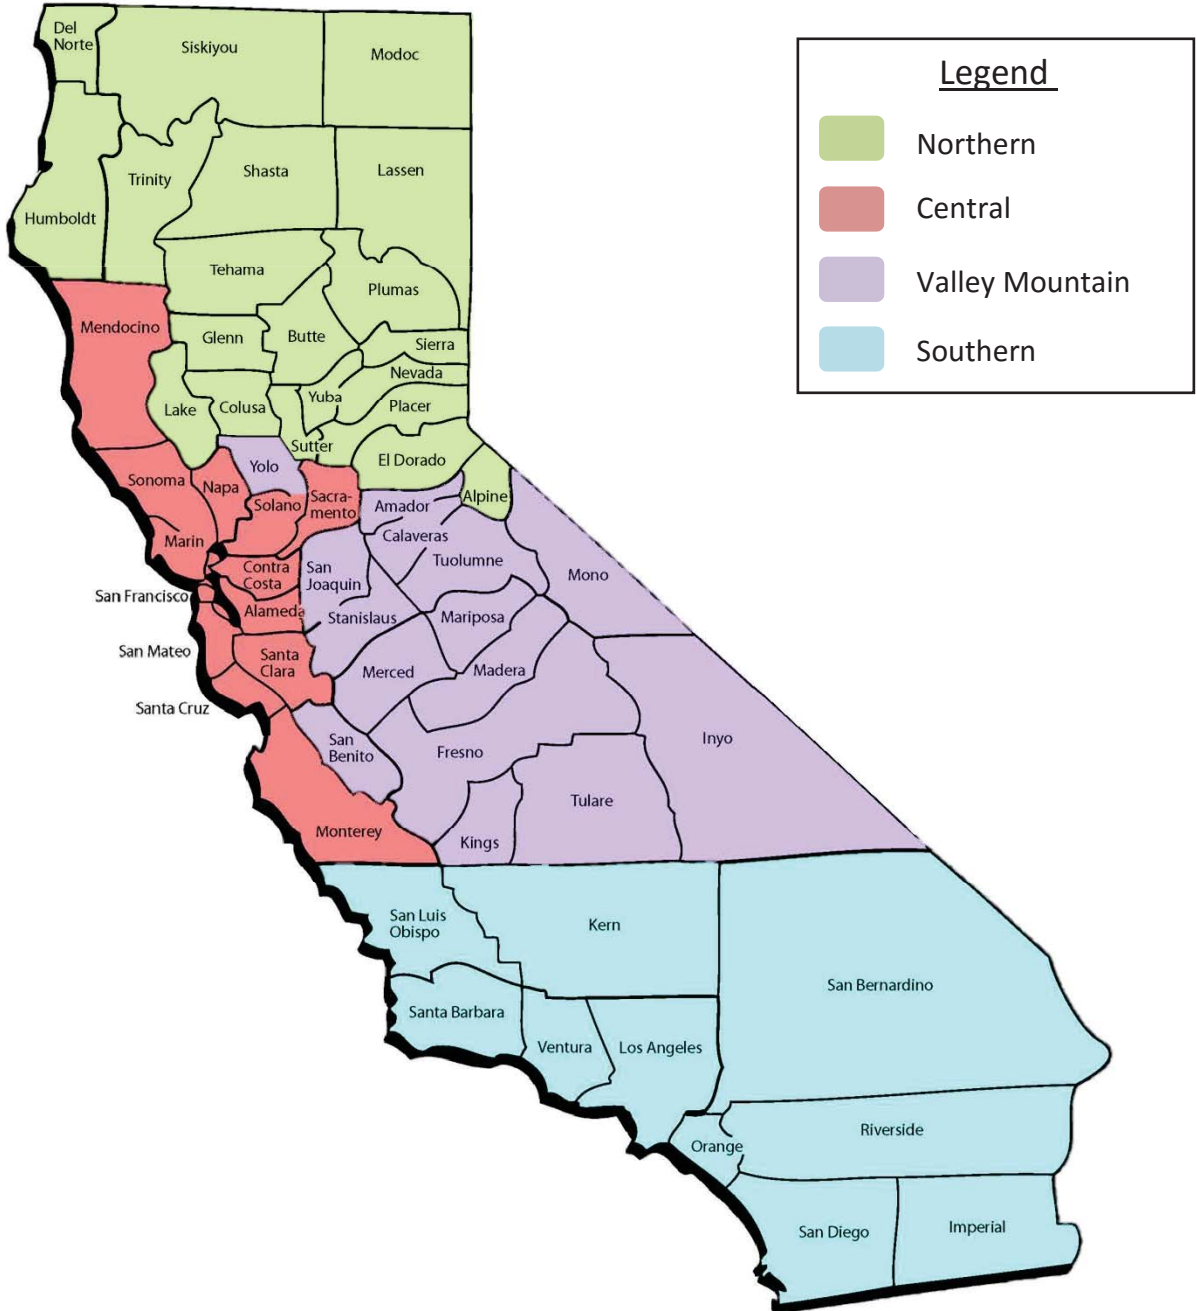 Del
Norte
Siskiyou
Modoc
Legend
Northern
Central
Valley Mountain
Southern
Humboldt
Trinity
Shasta
Lassen
Tehama
Plumas
Mendocino
Glenn
Butte
Sierra
Nevada
Lake
Colusa
Yuba
Placer
Sutter
El Dorado
Yolo
Sonoma
Napa
Solano
Sacra-
mento
Amador
Alpine
Marin
Calaveras
Tuolumne
Contra
Costa
San
Joaquin
Mono
San Francisco
Alameda
Stanislaus
Mariposa
San Mateo
Santa
Clara
Merced
Madera
Santa Cruz
San
Benito
Fresno
Inyo
Monterey
Kings
Tulare
San Luis
Obispo
Kern
San Bernardino
Santa Barbara
Ventura
Los Angeles
Orange
Riverside
San Diego
Imperial